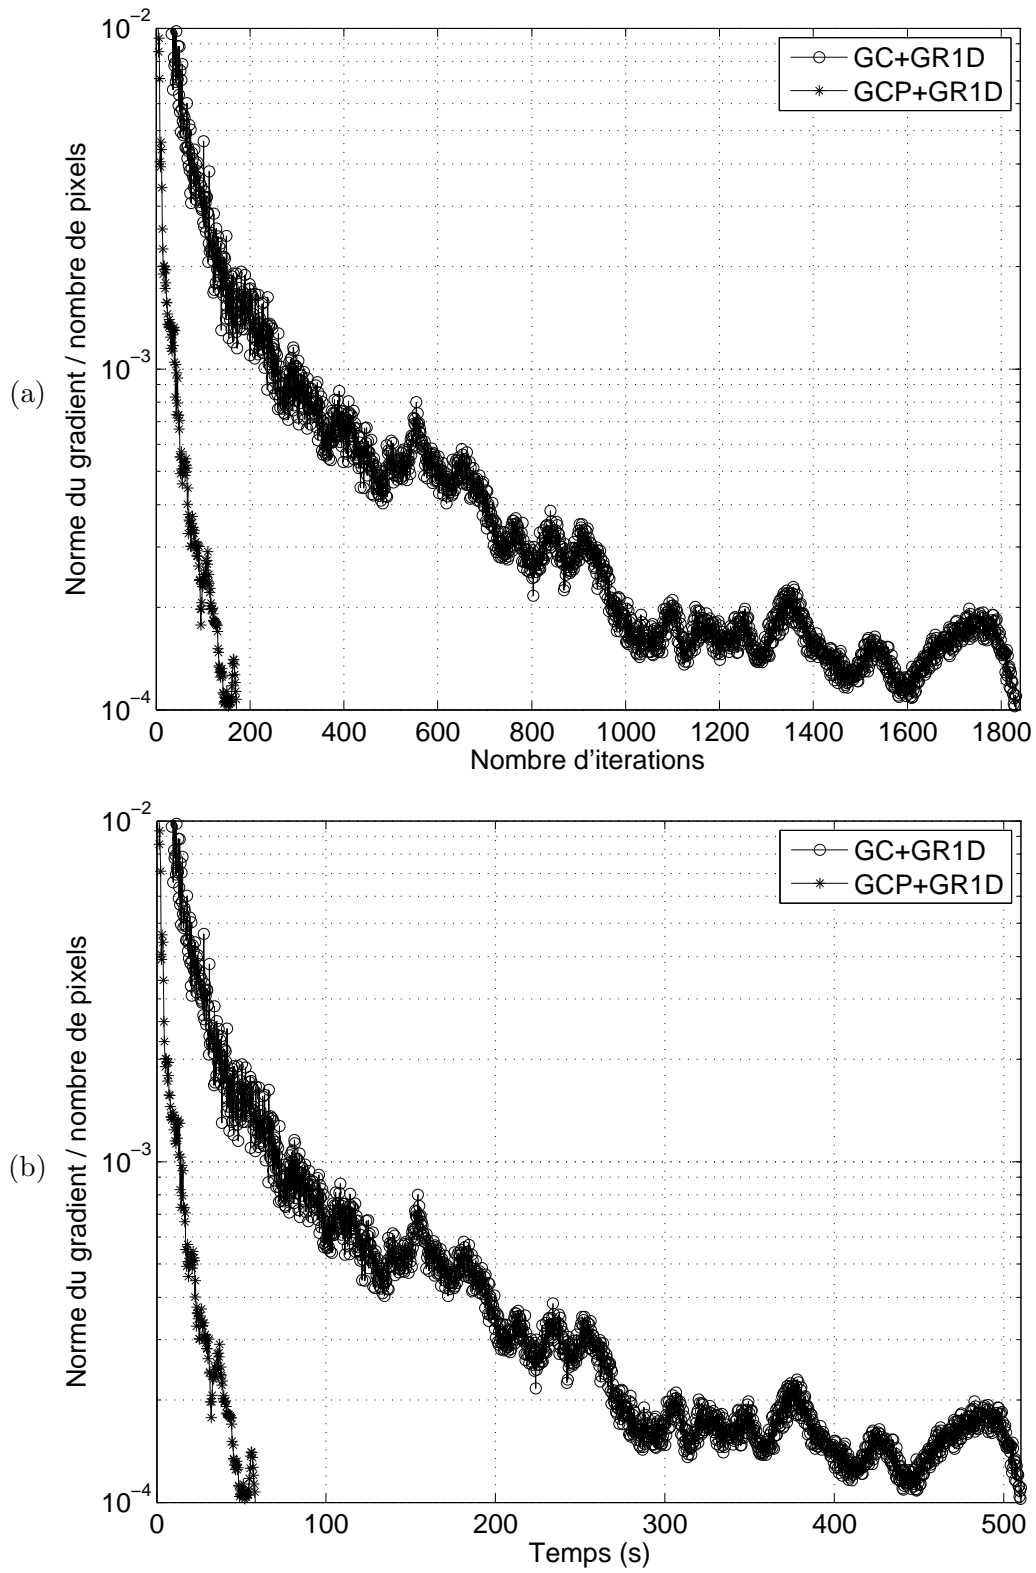 10−2
GC+GR1D
GCP+GR1D
Norme du gradient / nombre de pixels
(a)
10−3
10−4
0 200 400 600 800 1000 1200 1400 1600 1800
Nombre d'iterations
10−2
GC+GR1D
GCP+GR1D
Norme du gradient / nombre de pixels
(b)
10−3
10−4
0 100 200 300 400 500
Temps (s)